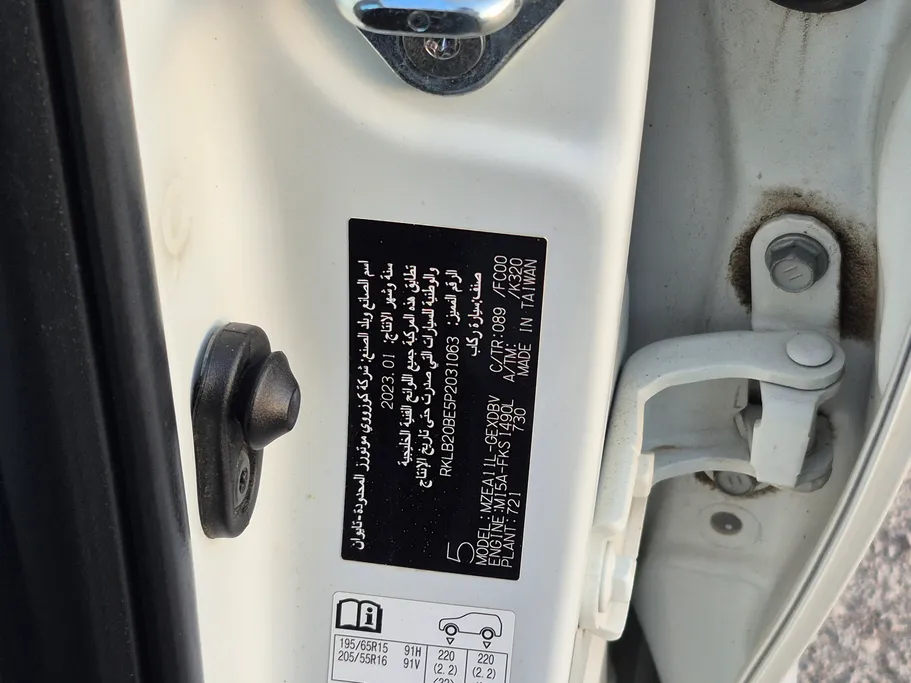 اسم الصانع وبلد الصنع: شركة كوزوي موتورز المحدودة-تايوان
سنة وشهر الإنتاج: 2023.01
تطابق هذه المركبة جميع اللوائح الفنية الخليجية
والوطنية للسيارات التي صدرت حتى تاريخ الإنتاج
الرقم المميز: RKLB20BE5P2031063
صنف:سيارة ركاب
5
MODEL:MZEA11L-GEXDBV C/TR:089 /FC00
ENGINE:M15A-FKS 1490L A/TM: /K320
PLANT:721 730 MADE IN TAIWAN
195/65R15 91H 220 220
205/55R16 91V (2.2) (2.2)